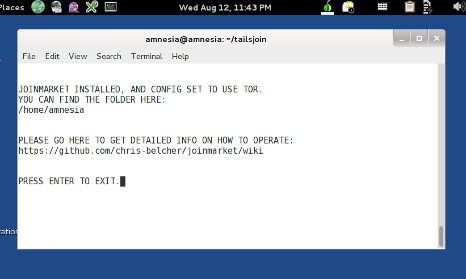 Places
Wed Aug 12, 11:43 PM
amnesia@amnesia: ~/tailsjoin
File Edit View Search Terminal Help
JOINMARKET INSTALLED, AND CONFIG SET TO USE TOR.
YOU CAN FIND THE FOLDER HERE:
/home/amnesia
PLEASE GO HERE TO GET DETAILED INFO ON HOW TO OPERATE:
https://github.com/chris-belcher/joinmarket/wiki
PRESS ENTER TO EXIT.